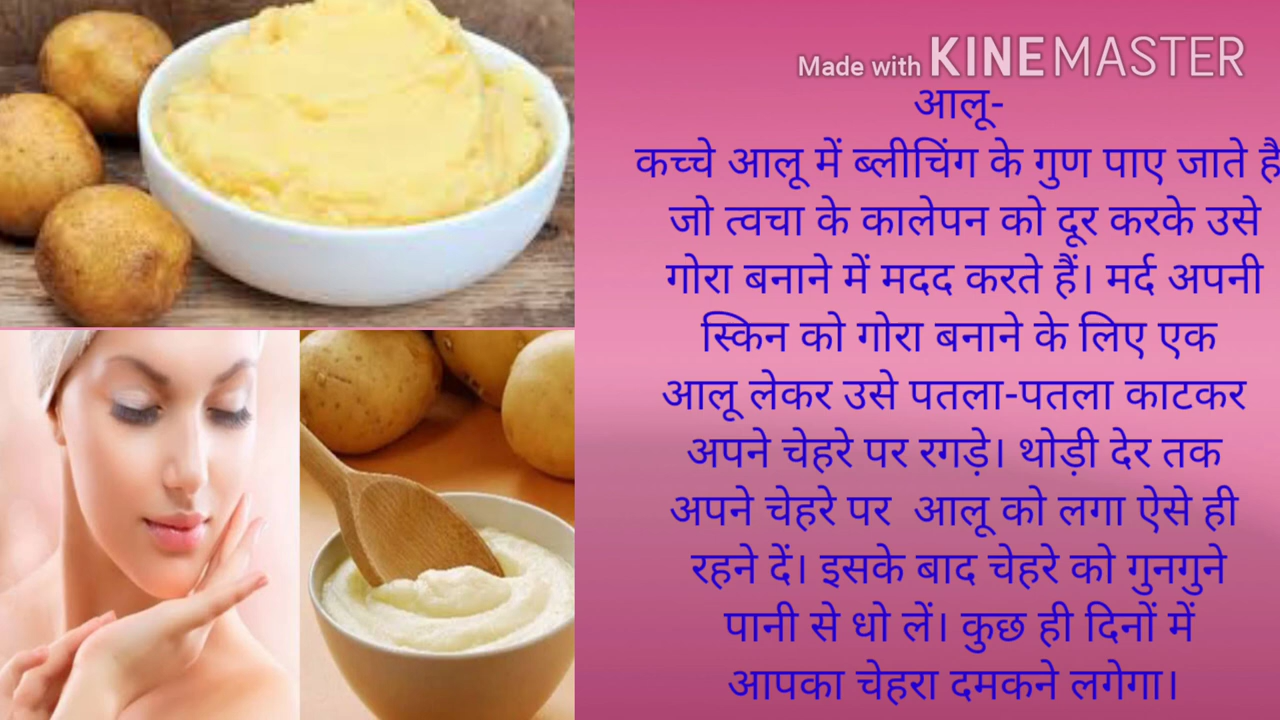 Made with KINEMASTER
आलू-
कच्चे आलू में ब्लीचिंग के गुण पाए जाते है
जो त्वचा के कालेपन को दूर करके उसे
गोरा बनाने में मदद करते हैं। मर्द अपनी
स्किन को गोरा बनाने के लिए एक
आलू लेकर उसे पतला-पतला काटकर
अपने चेहरे पर रगड़े। थोड़ी देर तक
अपने चेहरे पर  आलू को लगा ऐसे ही
रहने दें। इसके बाद चेहरे को गुनगुने
पानी से धो लें। कुछ ही दिनों में
आपका चेहरा दमकने लगेगा।